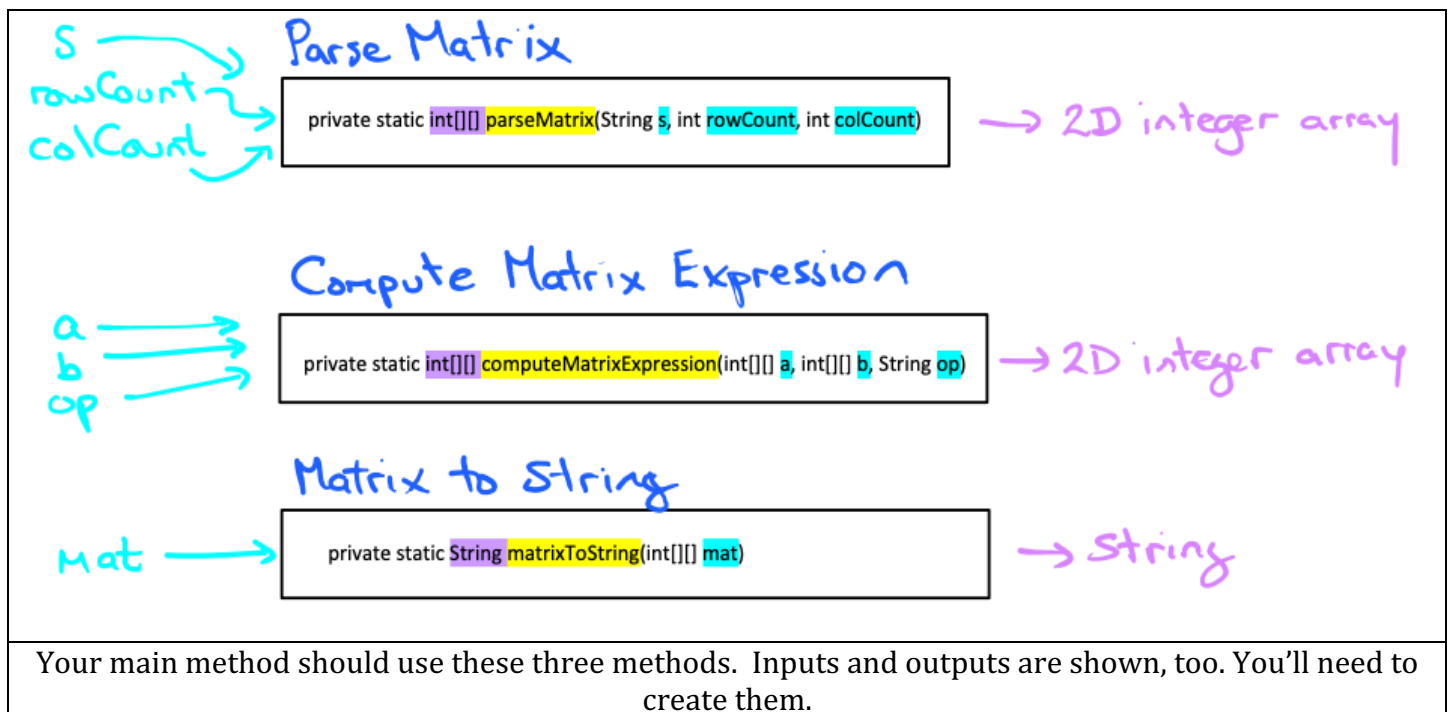 Parse Matrix
s
rowCount
colCount
private static int[][] parseMatrix(String s, int rowCount, int colCount)
→ 2D integer array
Compute Matrix Expression
a
b
op
private static int[][] computeMatrixExpression(int[][] a, int[][] b, String op)
→ 2D integer array
Matrix to String
Mat
private static String matrixToString(int[][] mat)
→ String
Your main method should use these three methods.  Inputs and outputs are shown, too. You’ll need to
create them.